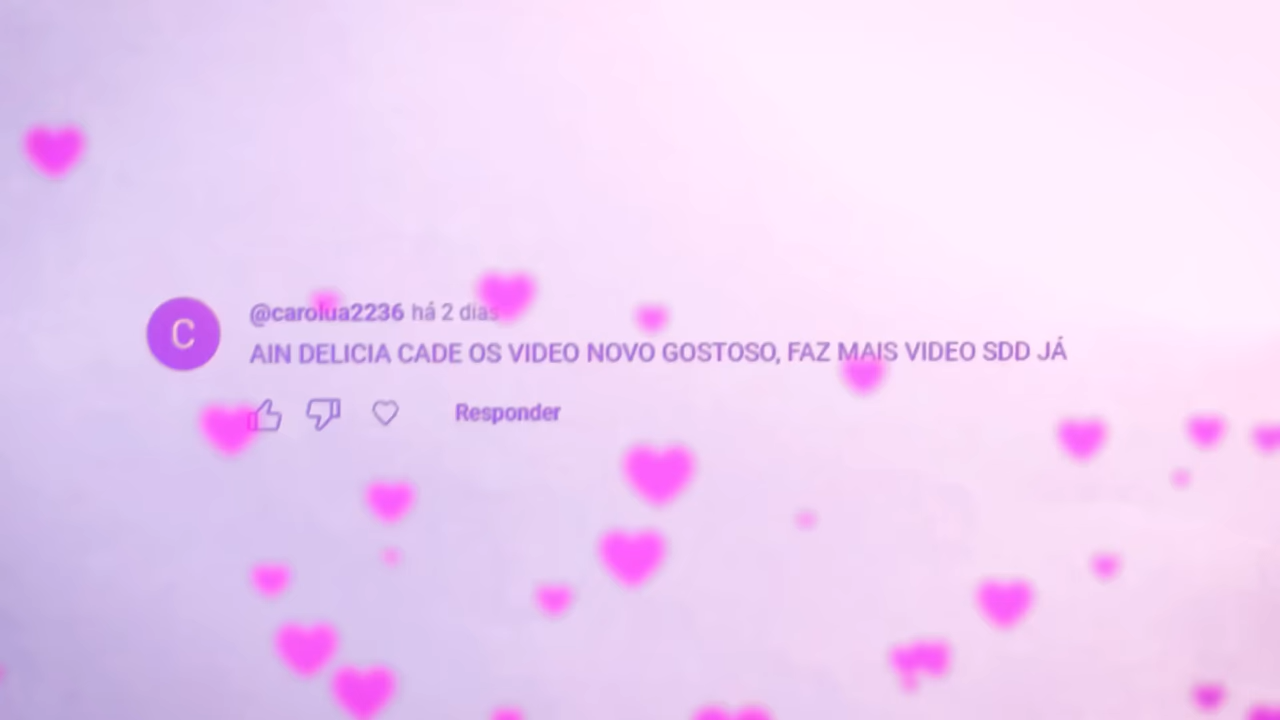 C
@carolua2236 há 2 dias
AIN DELICIA CADE OS VIDEO NOVO GOSTOSO, FAZ MAIS VIDEO SDD JÁ
Responder